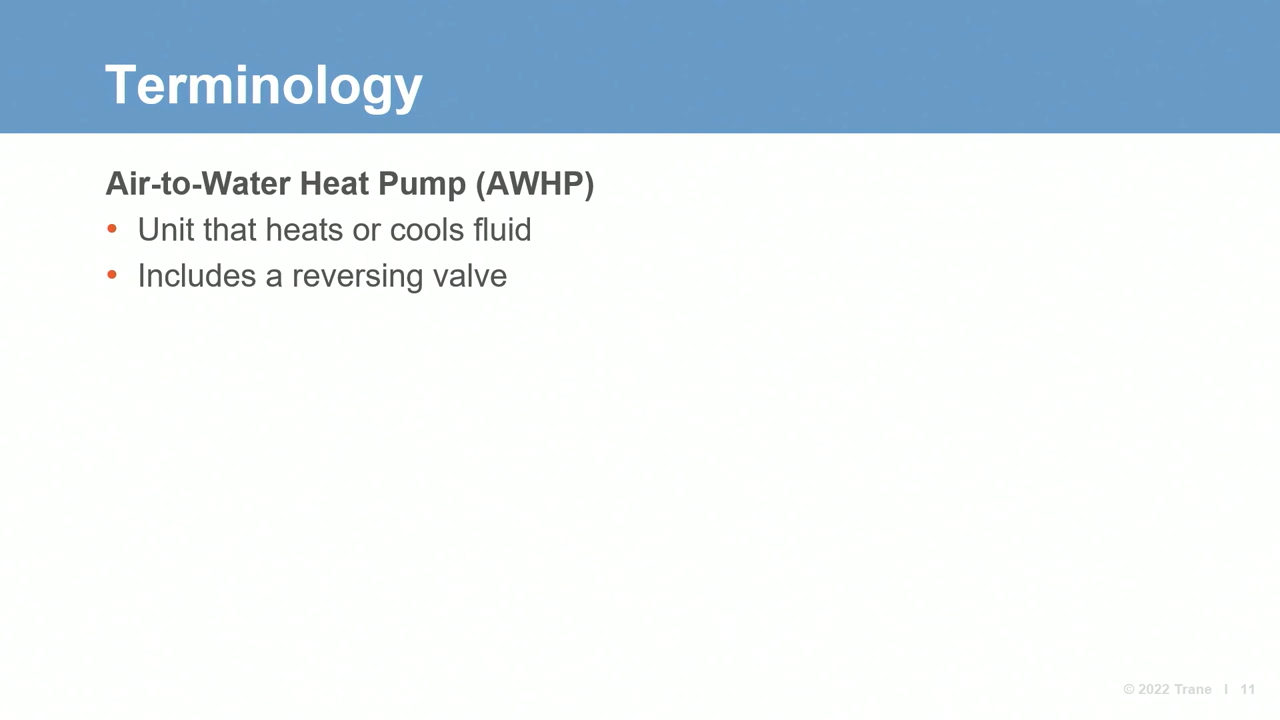 Terminology
Air-to-Water Heat Pump (AWHP)
• Unit that heats or cools fluid
• Includes a reversing valve
© 2022 Trane | 11